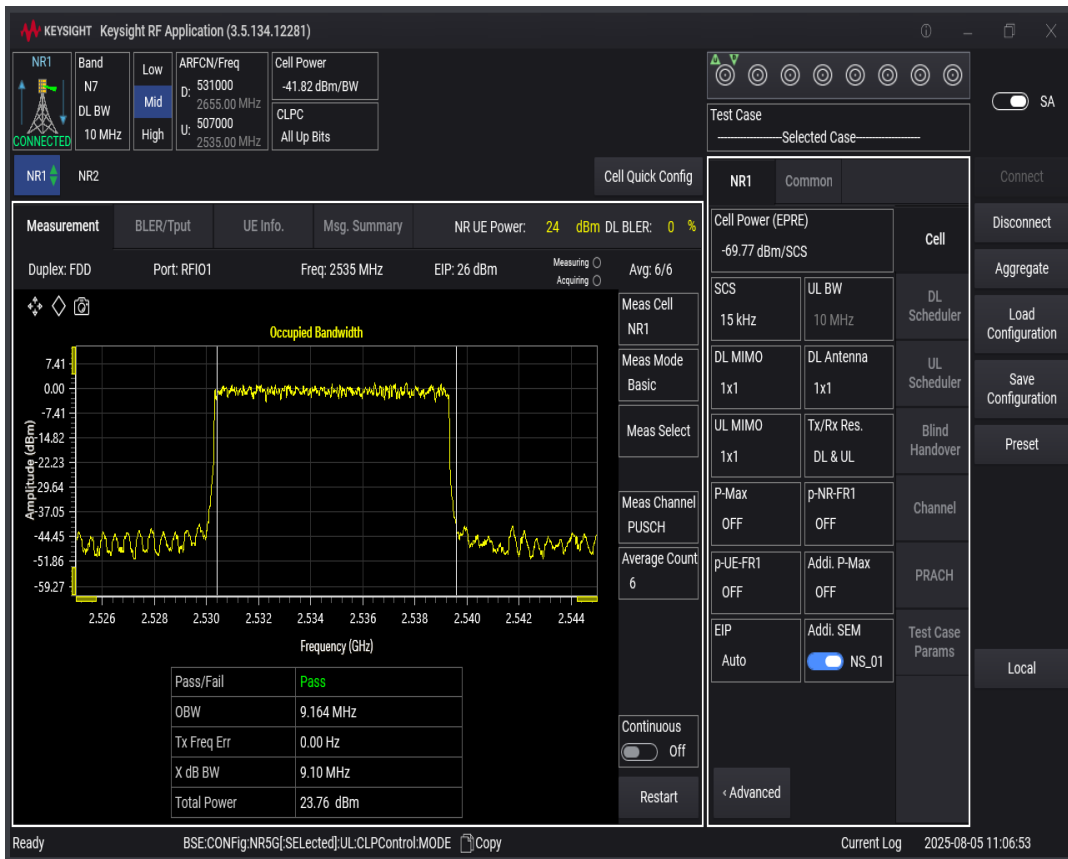 KEYSIGHT Keysight RF Application (3.5.134.12281)
NR1
CONNECTED
Band
N7
DL BW
10 MHz
Low
Mid
High
ARFCN/Freq
D: 531000
2655.00 MHz
U: 507000
2535.00 MHz
Cell Power
-41.82 dBm/BW
CLPC
All Up Bits
Test Case
-----------------Selected Case-----------------
SA
NR1
NR2
Cell Quick Config
Measurement
BLER/Tput
UE Info.
Msg. Summary
NR UE Power: 24 dBm DL BLER: 0 %
Duplex: FDD
Port: RFIO1
Freq: 2535 MHz
EIP: 26 dBm
Measuring
Acquiring
Avg: 6/6
Occupied Bandwidth
Amplitude (dBm)
7.41
0.00
-7.41
-14.82
-22.23
-29.64
-37.05
-44.45
-51.86
-59.27
2.526 2.528 2.530 2.532 2.534 2.536 2.538 2.540 2.542 2.544
Frequency (GHz)
Pass/Fail Pass
OBW 9.164 MHz
Tx Freq Err 0.00 Hz
X dB BW 9.10 MHz
Total Power 23.76 dBm
Meas Cell
NR1
Meas Mode
Basic
Meas Select
Meas Channel
PUSCH
Average Count
6
Continuous
Off
Restart
NR1
Common
Cell Power (EPRE)
-69.77 dBm/SCS
SCS
15 kHz
UL BW
10 MHz
DL MIMO
1x1
DL Antenna
1x1
UL MIMO
1x1
Tx/Rx Res.
DL & UL
P-Max
OFF
p-NR-FR1
OFF
p-UE-FR1
OFF
Addi. P-Max
OFF
EIP
Auto
Addi. SEM
NS_01
‹ Advanced
Cell
DL
Scheduler
UL
Scheduler
Blind
Handover
Channel
PRACH
Test Case
Params
Connect
Disconnect
Aggregate
Load
Configuration
Save
Configuration
Preset
Local
Ready
BSE:CONFig:NR5G[:SELected]:UL:CLPControl:MODE Copy
Current Log
2025-08-05 11:06:53